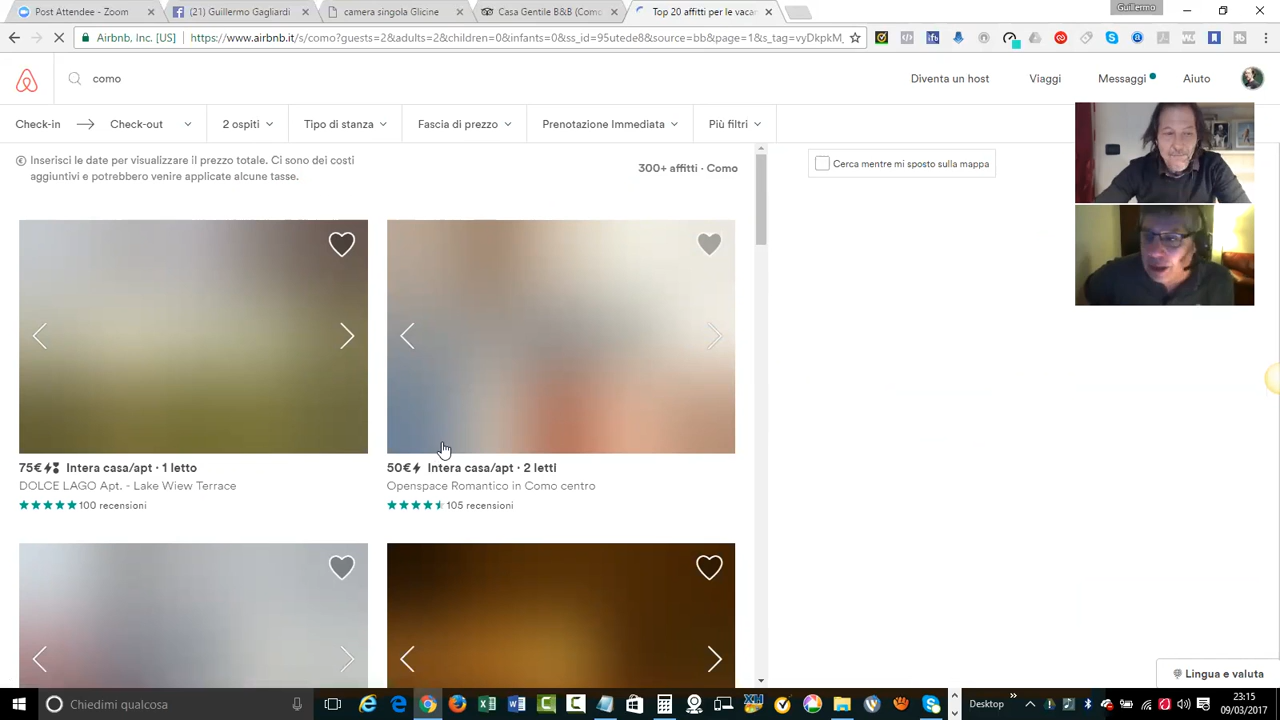 Guillermo
Post Attendee - Zoom
(21) Guillermo Gagliardi
camera singola Glicine
Casa Gentile B&B (Como
Top 20 affitti per le vacan
Airbnb, Inc. [US]
https://www.airbnb.it/s/como?guests=2&adults=2&children=0&infants=0&ss_id=95utede8&source=bb&page=1&s_tag=vyDkpkM_
como
Diventa un host
Viaggi
Messaggi
Aiuto
Check-in
Check-out
2 ospiti
Tipo di stanza
Fascia di prezzo
Prenotazione Immediata
Più filtri
Inserisci le date per visualizzare il prezzo totale. Ci sono dei costi
aggiuntivi e potrebbero venire applicate alcune tasse.
300+ affitti · Como
Cerca mentre mi sposto sulla mappa
75€ Intera casa/apt · 1 letto
DOLCE LAGO Apt. - Lake Wiew Terrace
100 recensioni
50€ Intera casa/apt · 2 letti
Openspace Romantico in Como centro
105 recensioni
Lingua e valuta
Chiedimi qualcosa
Desktop
23:15
09/03/2017